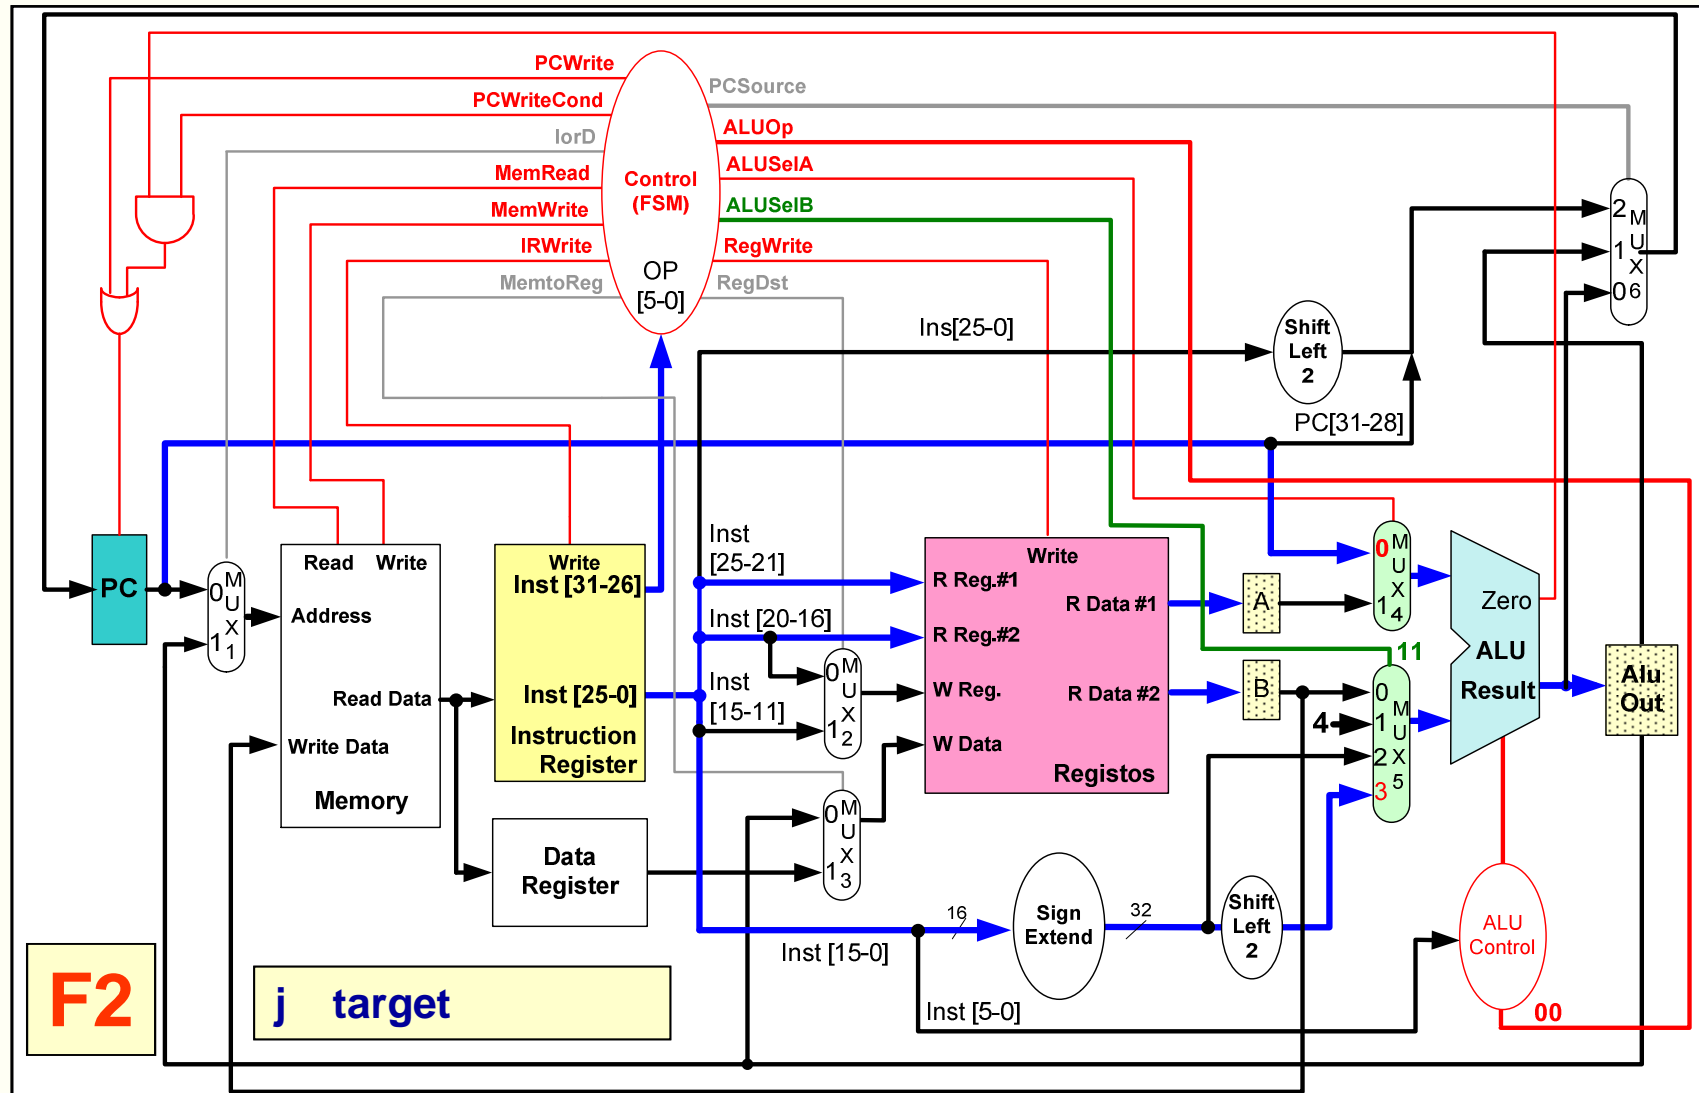 PCWrite
PCWriteCond
IorD
MemRead
MemWrite
IRWrite
MemtoReg
Control
(FSM)
OP
[5-0]
PCSource
ALUOp
ALUSelA
ALUSelB
RegWrite
RegDst
Ins[25-0]
Shift
Left
2
PC[31-28]
2
1
0
M
U
X
6
PC
0
1
M
U
X
1
Read
Write
Address
Read Data
Write Data
Memory
Write
Inst [31-26]
Inst [25-0]
Instruction
Register
Data
Register
Inst
[25-21]
Inst [20-16]
Inst
[15-11]
0
1
M
U
X
2
0
1
M
U
X
3
Write
R Reg.#1
R Reg.#2
W Reg.
W Data
R Data #1
R Data #2
Registos
A
B
0
1
M
U
X
4
11
4
0
1
2
3
M
U
X
5
Zero
ALU
Result
Alu
Out
16
Sign
Extend
32
Shift
Left
2
Inst [15-0]
Inst [5-0]
ALU
Control
00
F2
j target